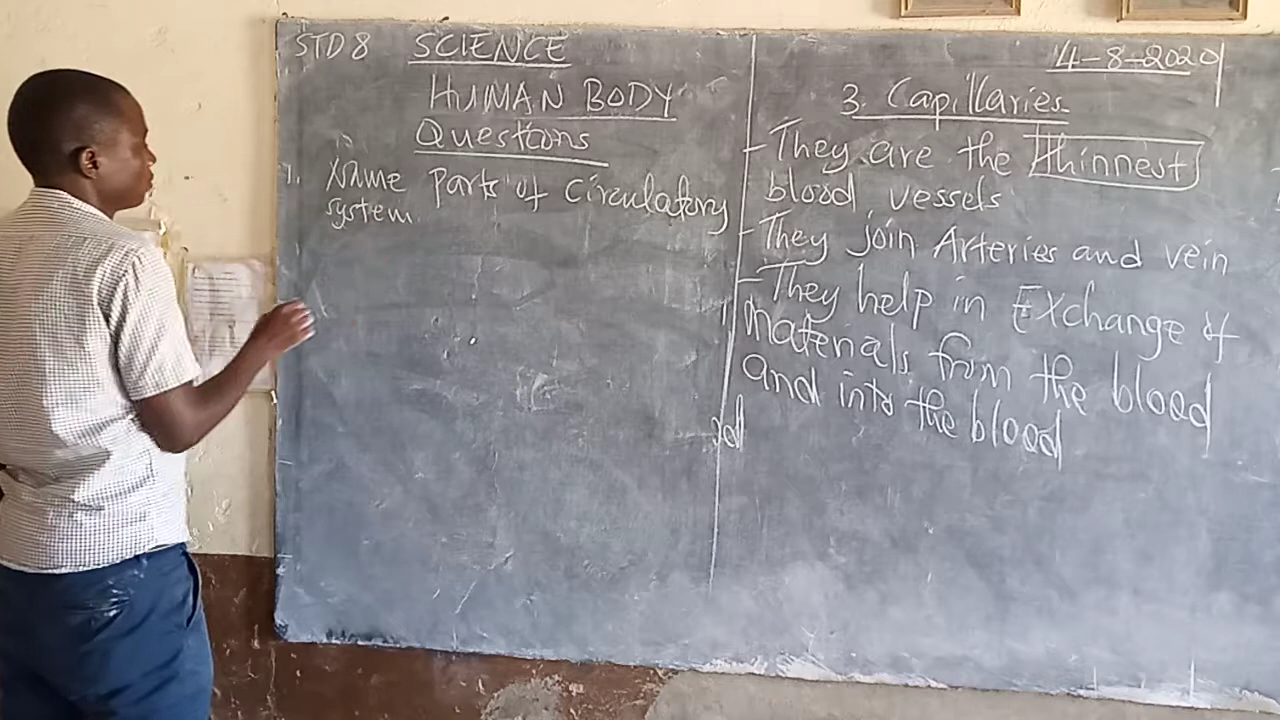 STD 8 SCIENCE
HUMAN BODY
Questions
1. Name parts of Circulatory
system.
14-8-2020
3. Capillaries
- They are the thinnest
blood vessels
- They join Arteries and vein
- They help in Exchange of
materials from the blood
and into the blood